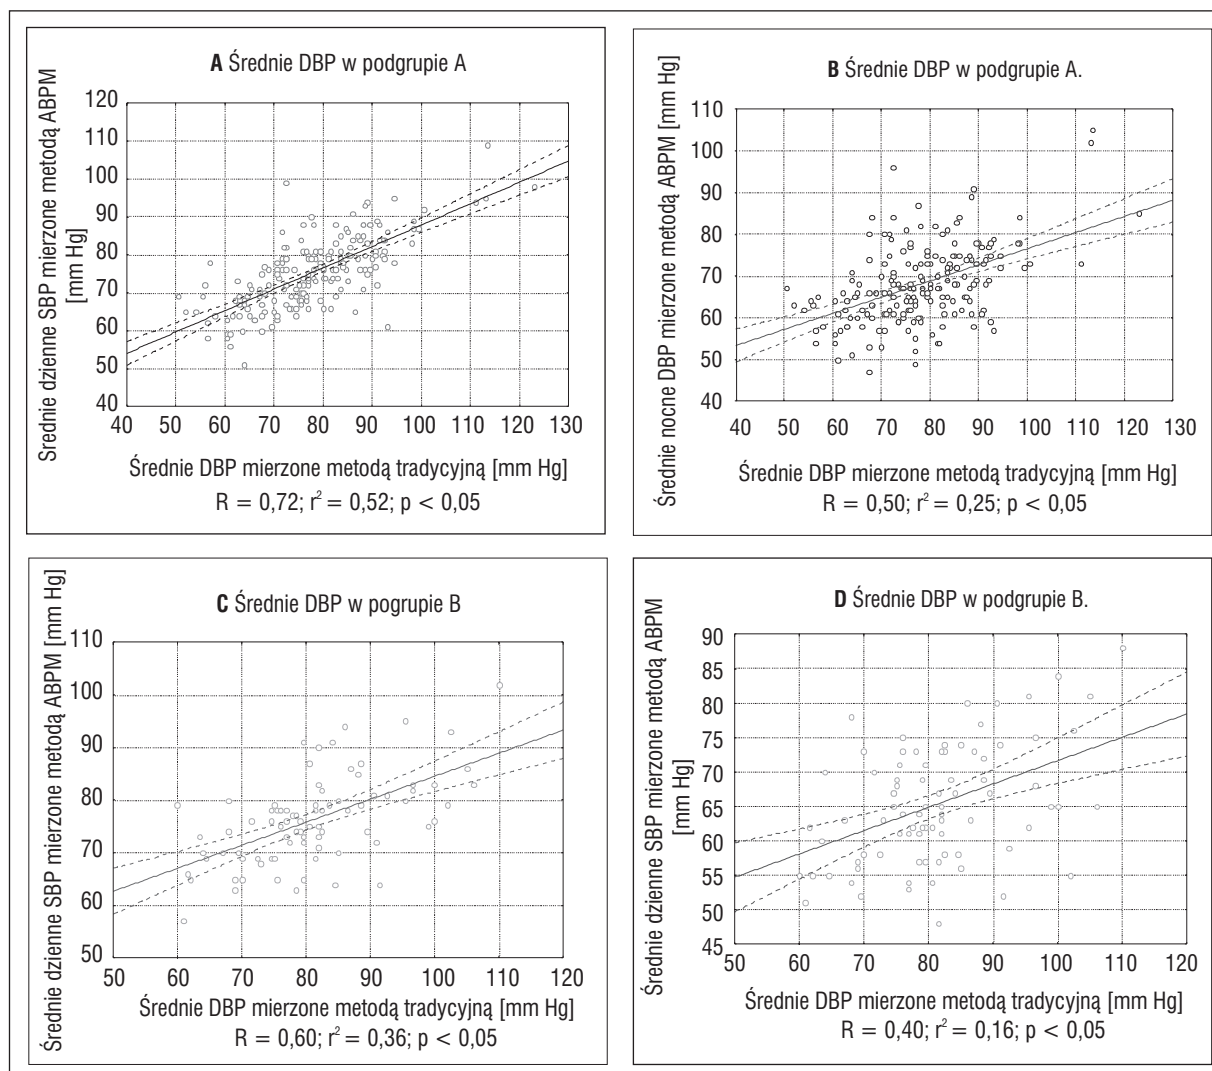 A Średnie DBP w podgrupie A
Średnie dzienne SBP mierzone metodą ABPM
[mm Hg]
120
110
100
90
80
70
60
50
40
40 50 60 70 80 90 100 110 120 130
Średnie DBP mierzone metodą tradycyjną [mm Hg]
R = 0,72; r² = 0,52; p < 0,05
B Średnie DBP w podgrupie A.
Średnie nocne DBP mierzone metodą ABPM [mm Hg]
110
100
90
80
70
60
50
40
40 50 60 70 80 90 100 110 120 130
Średnie DBP mierzone metodą tradycyjną [mm Hg]
R = 0,50; r² = 0,25; p < 0,05
C Średnie DBP w pogrupie B
Średnie dzienne SBP mierzone metodą ABPM [mm Hg]
110
100
90
80
70
60
50
50 60 70 80 90 100 110 120
Średnie DBP mierzone metodą tradycyjną [mm Hg]
R = 0,60; r² = 0,36; p < 0,05
D Średnie DBP w podgrupie B.
Średnie dzienne SBP mierzone metodą ABPM
[mm Hg]
90
85
80
75
70
65
60
55
50
45
50 60 70 80 90 100 110 120
Średnie DBP mierzone metodą tradycyjną [mm Hg]
R = 0,40; r² = 0,16; p < 0,05